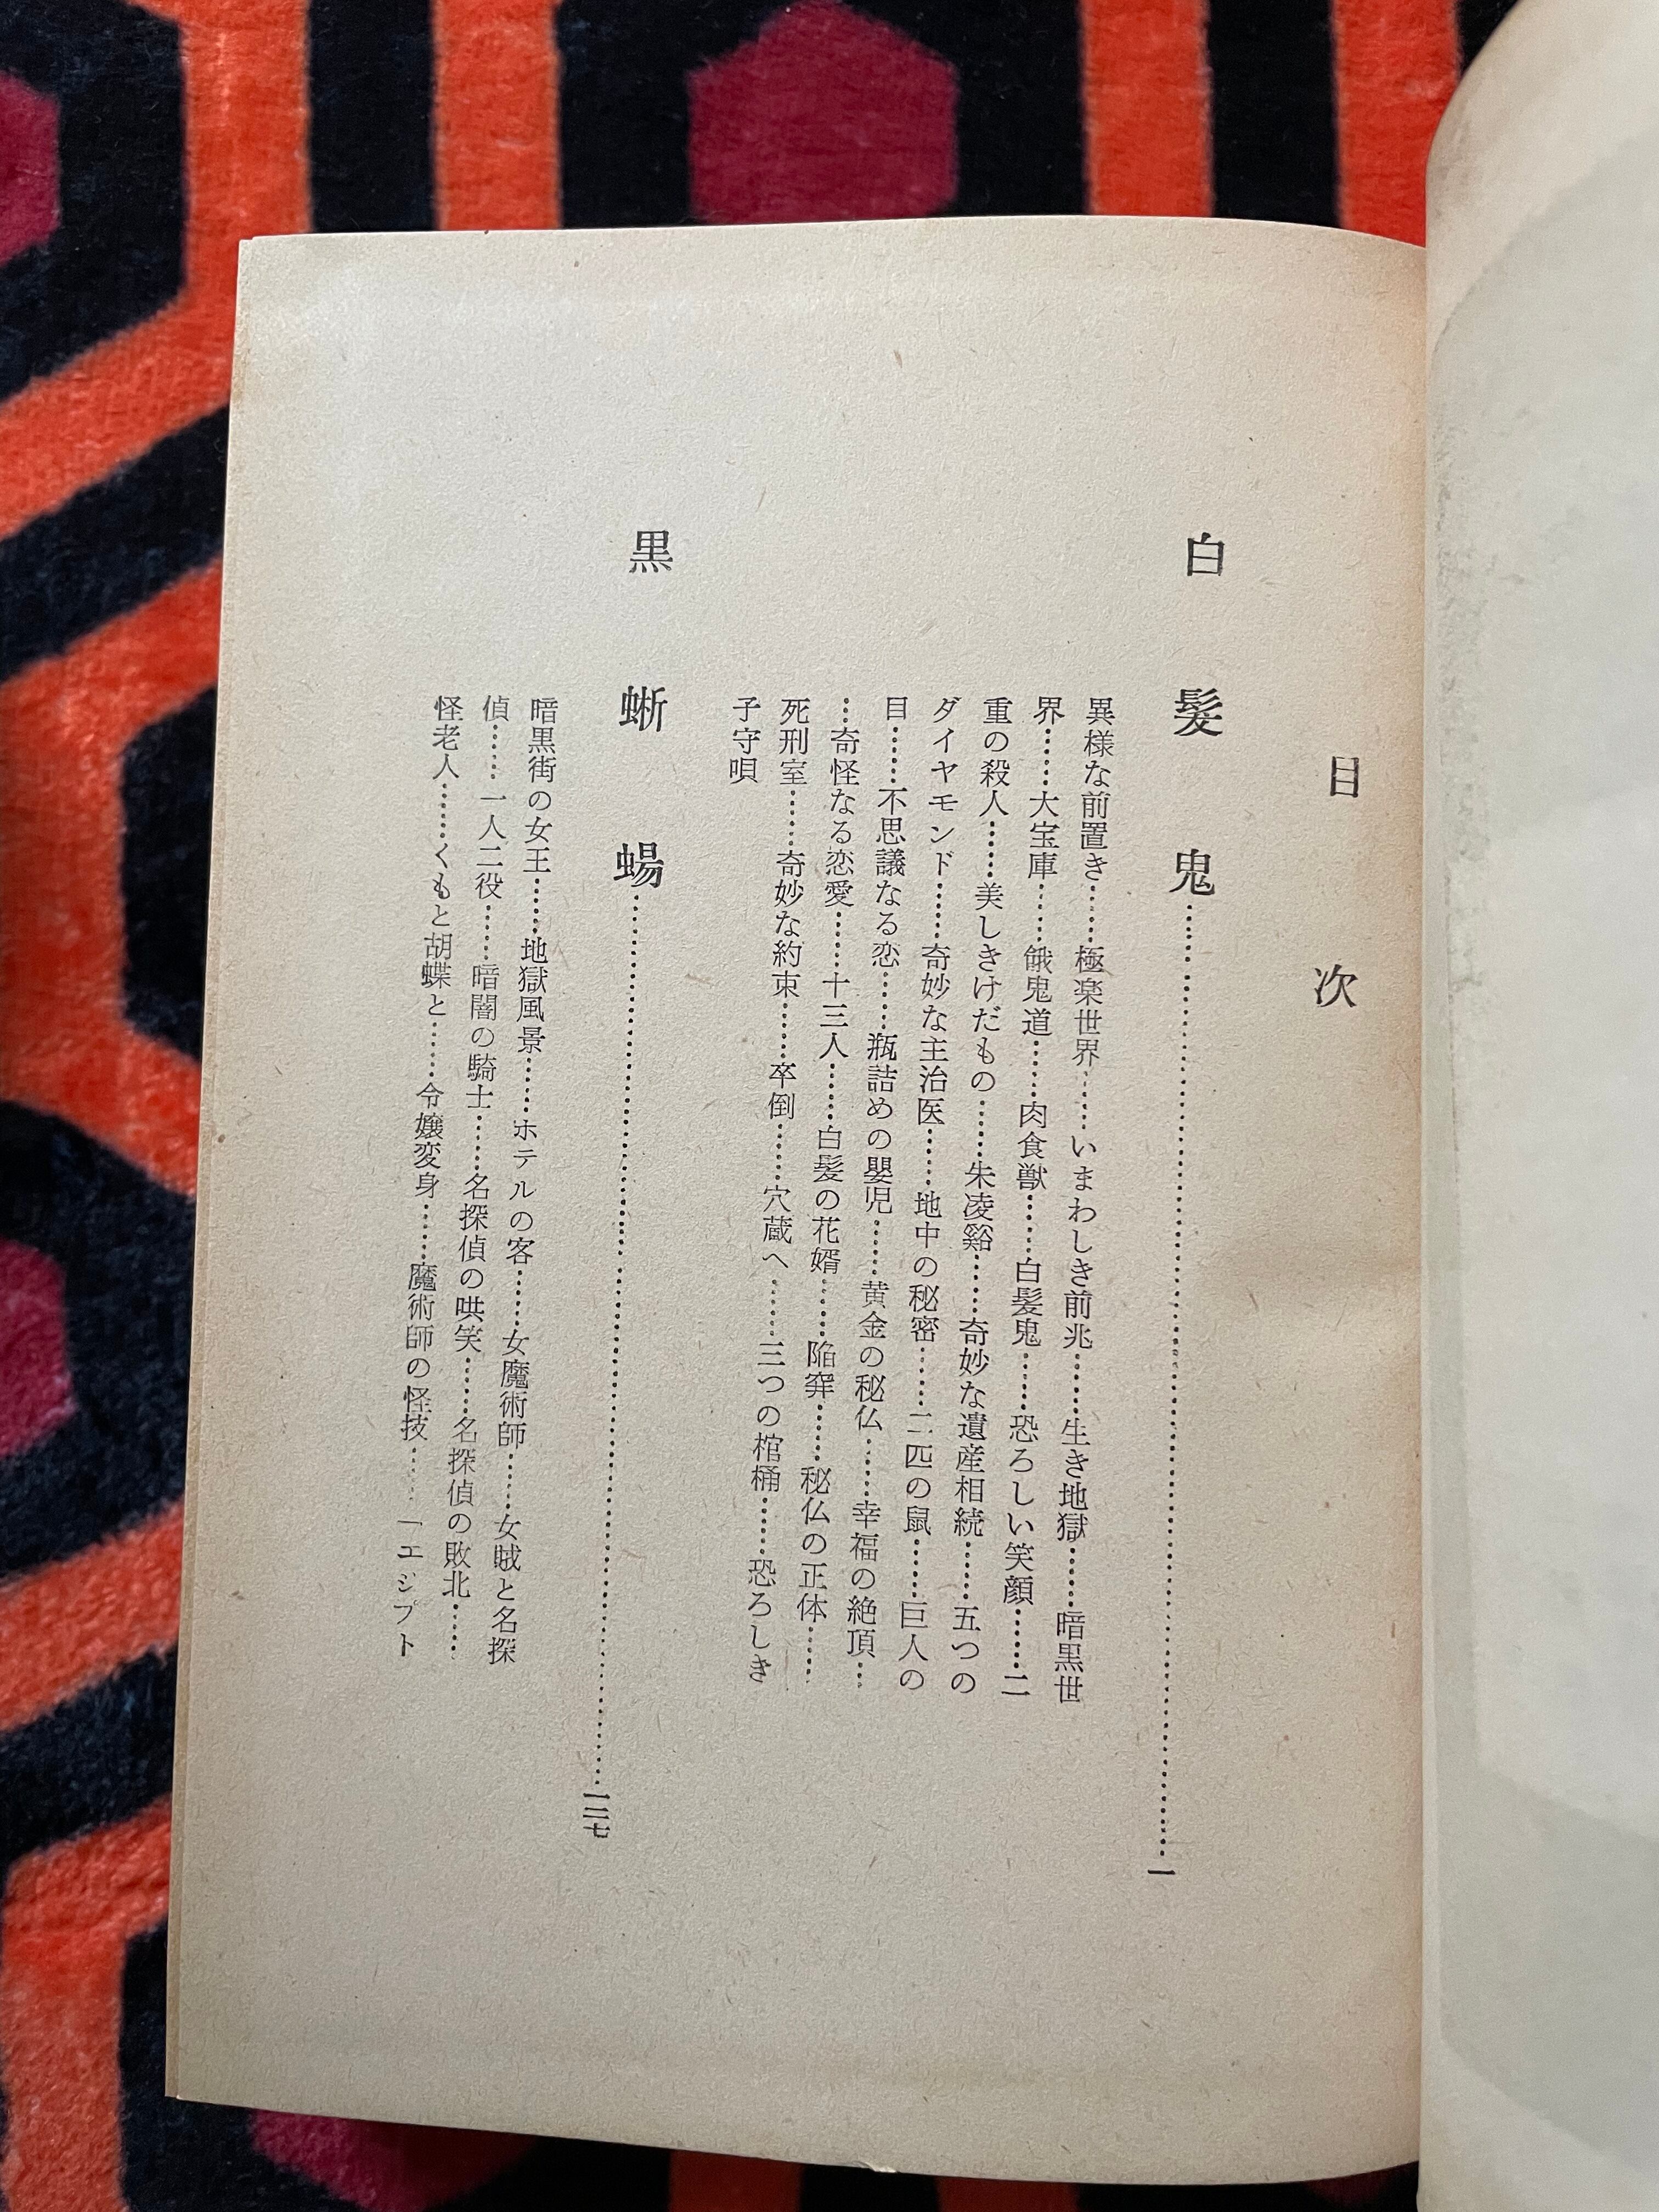 目次
白髪鬼…………………………………………一
異様な前置き……極楽世界……いまわしき前兆……生き地獄……暗黒世
界……大宝庫……餓鬼道……肉食獣……白髪鬼……恐ろしい笑顔……二
重の殺人……美しきけだもの……朱凌谿……奇妙な遺産相続……五つの
ダイヤモンド……奇妙な主治医……地中の秘密……二匹の鼠……巨人の
目……不思議なる恋……瓶詰めの嬰児……黄金の秘仏……幸福の絶頂…
…奇怪なる恋愛……十三人……白髪の花婿……陥穽……秘仏の正体……
死刑室……奇妙な約束……卒倒……穴蔵へ……三つの棺桶……恐ろしき
子守唄
黒蜥蜴…………………………………………一二七
暗黒街の女王……地獄風景……ホテルの客……女魔術師……女賊と名探
偵……一人二役……暗闇の騎士……名探偵の哄笑……名探偵の敗北……
怪老人……くもと胡蝶と……令嬢変身……魔術師の怪技……「エジプト